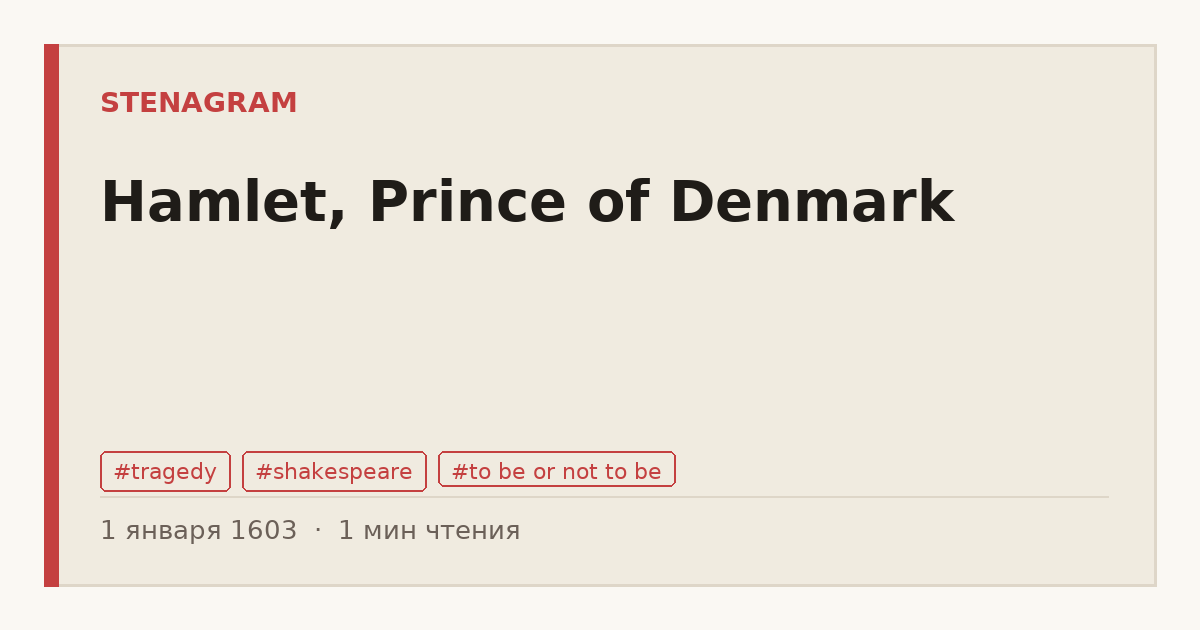 STENAGRAM
Hamlet, Prince of Denmark
#tragedy #shakespeare #to be or not to be
1 января 1603 · 1 мин чтения